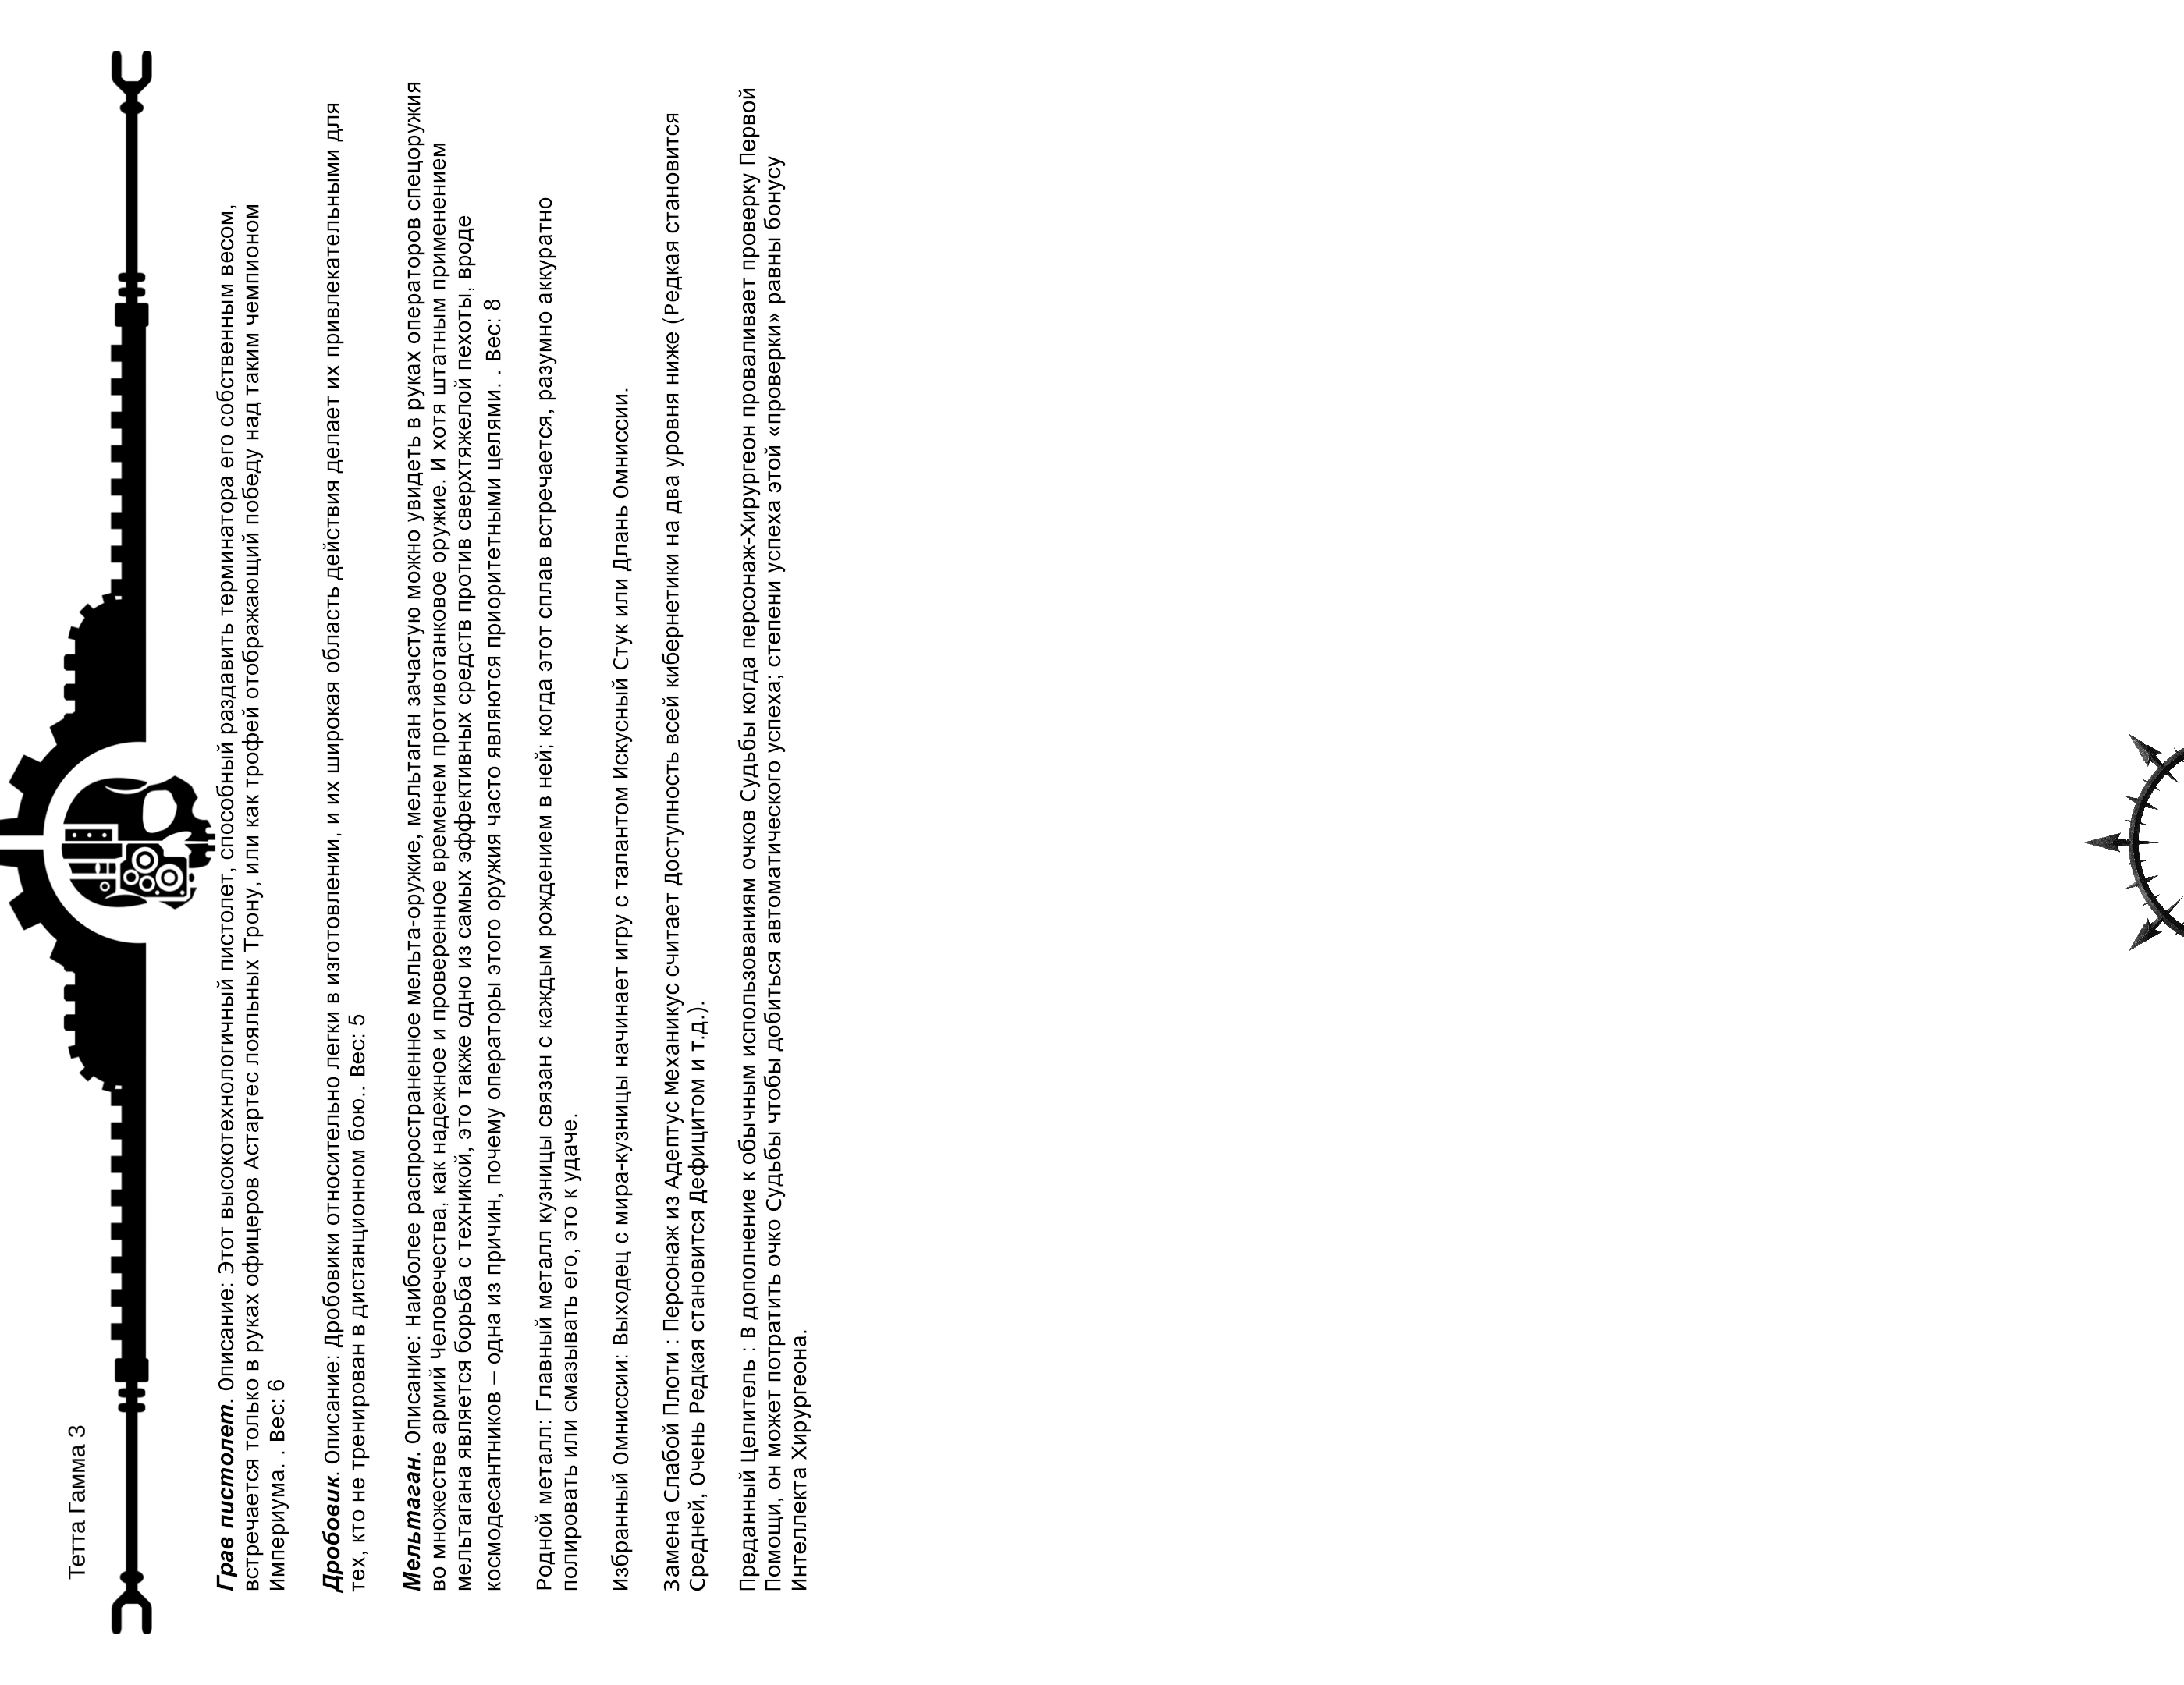 Тетта Гамма 3
Грав пистолет. Описание: Этот высокотехнологичный пистолет, способный раздавить терминатора его собственным весом,
встречается только в руках офицеров Астартес лояльных Трону, или как трофей отображающий победу над таким чемпионом
Империума. . Вес: 6
Дробовик. Описание: Дробовики относительно легки в изготовлении, и их широкая область действия делает их привлекательными для
тех, кто не тренирован в дистанционном бою.. Вес: 5
Мельтаган. Описание: Наиболее распространенное мельта-оружие, мельтаган зачастую можно увидеть в руках операторов спецоружия
во множестве армий Человечества, как надежное и проверенное временем противотанковое оружие. И хотя штатным применением
мельтагана является борьба с техникой, это также одно из самых эффективных средств против сверхтяжелой пехоты, вроде
космодесантников – одна из причин, почему операторы этого оружия часто являются приоритетными целями. . Вес: 8
Родной металл: Главный металл кузницы связан с каждым рождением в ней; когда этот сплав встречается, разумно аккуратно
полировать или смазывать его, это к удаче.
Избранный Омниссии: Выходец с мира-кузницы начинает игру с талантом Искусный Стук или Длань Омниссии.
Замена Слабой Плоти : Персонаж из Адептус Механикус считает Доступность всей кибернетики на два уровня ниже (Редкая становится
Средней, Очень Редкая становится Дефицитом и т.д.).
Преданный Целитель : В дополнение к обычным использованиям очков Судьбы когда персонаж-Хирургеон проваливает проверку Первой
Помощи, он может потратить очко Судьбы чтобы добиться автоматического успеха; степени успеха этой «проверки» равны бонусу
Интеллекта Хирургеона.